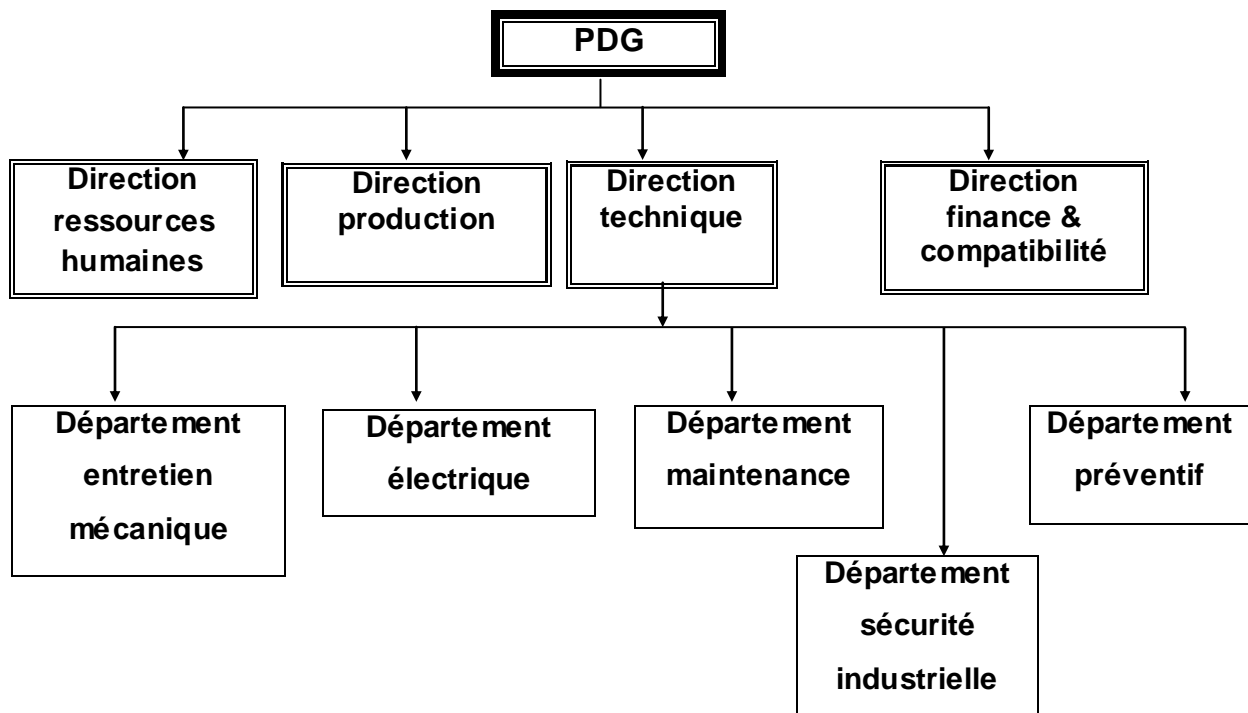 PDG
Direction
ressources
humaines
Direction
production
Direction
technique
Direction
finance &
compatibilité
Département
entretien
mécanique
Département
électrique
Département
maintenance
Département
préventif
Département
sécurité
industrielle